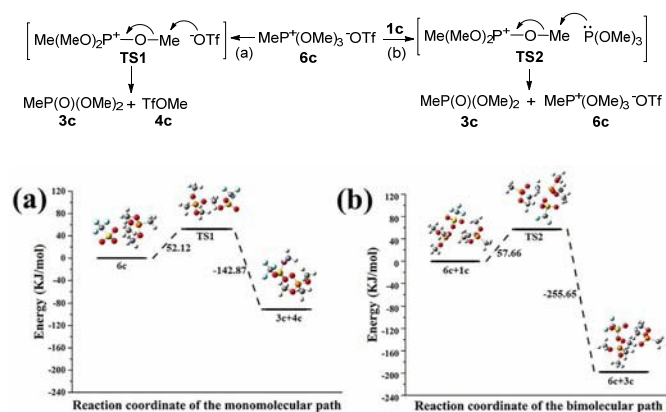 Me(MeO)₂P⁺—O—Me ⁻OTf
TS1
(a)
MeP⁺(OMe)₃⁻OTf
6c
1c
(b)
Me(MeO)₂P⁺—O—Me P̈(OMe)₃
TS2
MeP(O)(OMe)₂ + TfOMe
3c 4c
MeP(O)(OMe)₂ + MeP⁺(OMe)₃⁻OTf
3c 6c
(a)
Energy (KJ/mol)
120
80
40
0
-40
-80
-120
-160
-200
-240
6c
52.12
TS1
-142.87
3c+4c
Reaction coordinate of the monomolecular path
(b)
Energy (KJ/mol)
120
80
40
0
-40
-80
-120
-160
-200
-240
6c+1c
57.66
TS2
-255.65
6c+3c
Reaction coordinate of the bimolecular path